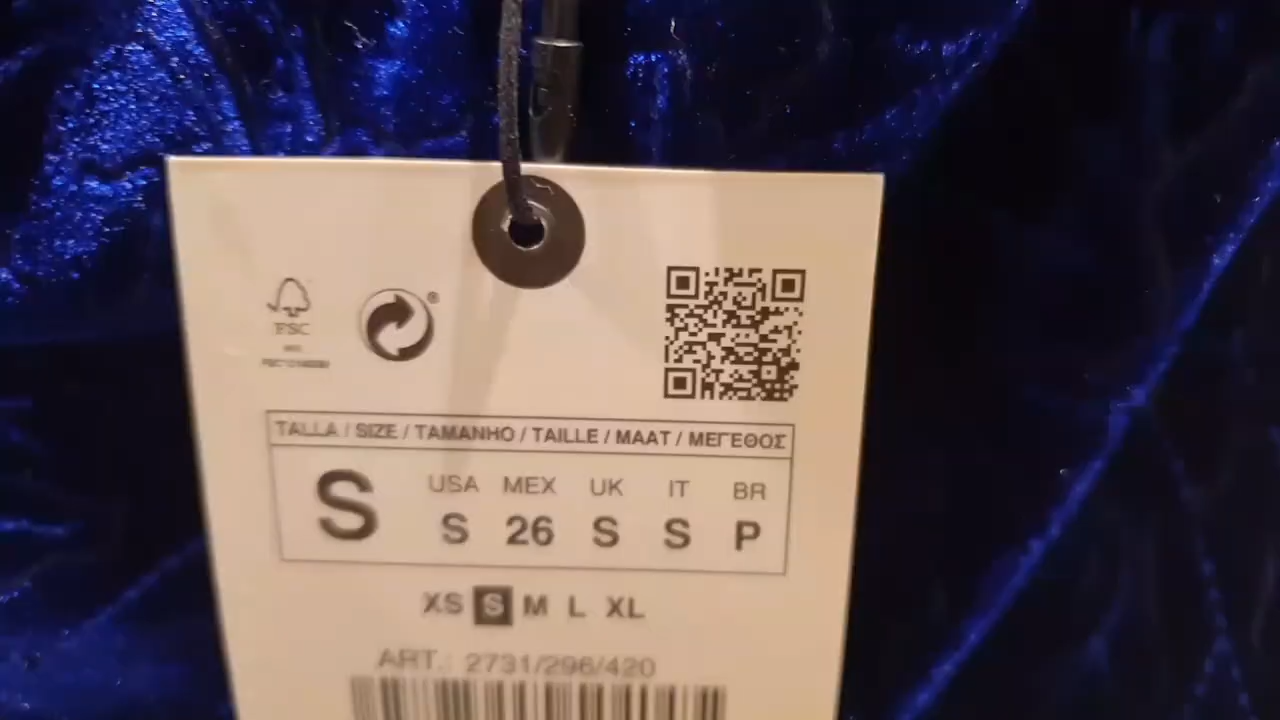 ®
FSC
TALLA / SIZE / TAMANHO / TAILLE / MAAT / ΜΕΓΕΘΟΣ
S
USA MEX UK IT BR
S 26 S S P
XS S M L XL
ART.: 2731/296/420